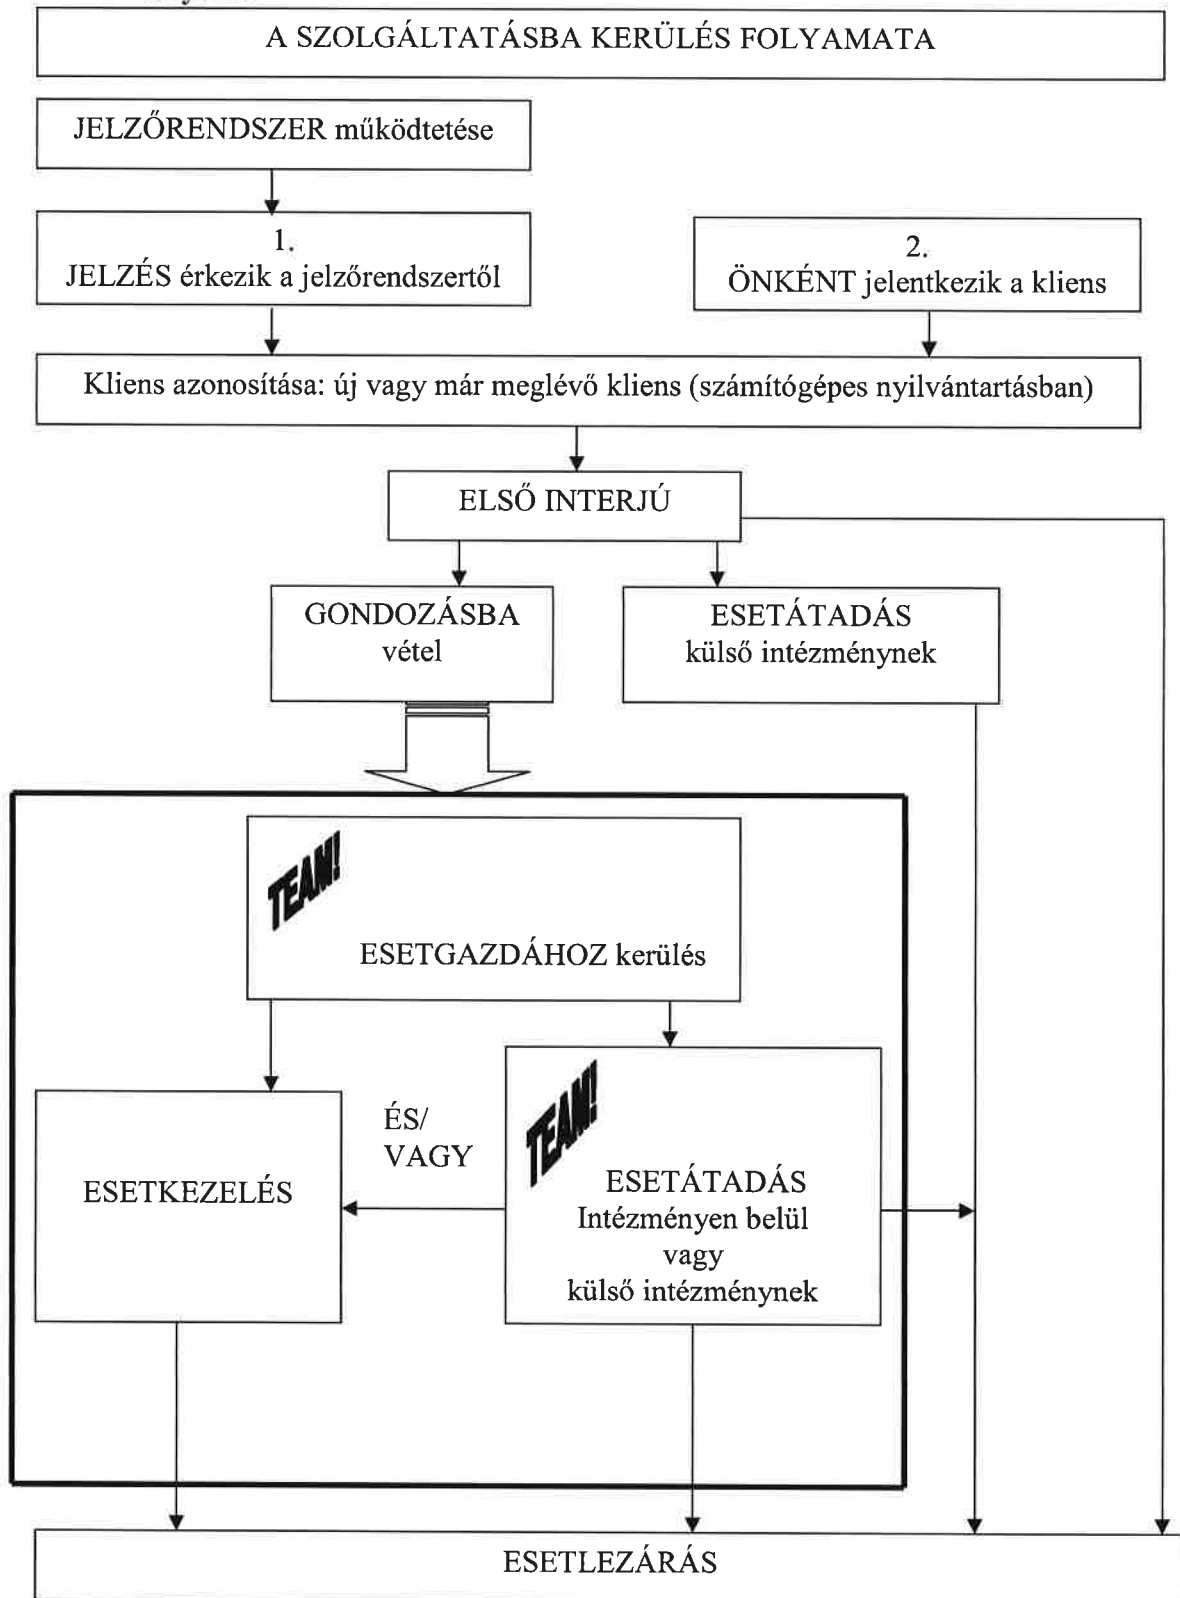 A SZOLGÁLTATÁSBA KERÜLÉS FOLYAMATA
JELZŐRENDSZER működtetése
1.
JELZÉS érkezik a jelzőrendszertől
2.
ÖNKÉNT jelentkezik a kliens
Kliens azonosítása: új vagy már meglévő kliens (számítógépes nyilvántartásban)
ELSŐ INTERJÚ
GONDOZÁSBA
vétel
ESETÁTADÁS
külső intézménynek
TEAM!
ESETGAZDÁHOZ kerülés
ESETKEZELÉS
ÉS/
VAGY
TEAM!
ESETÁTADÁS
Intézményen belül
vagy
külső intézménynek
ESETLEZÁRÁS